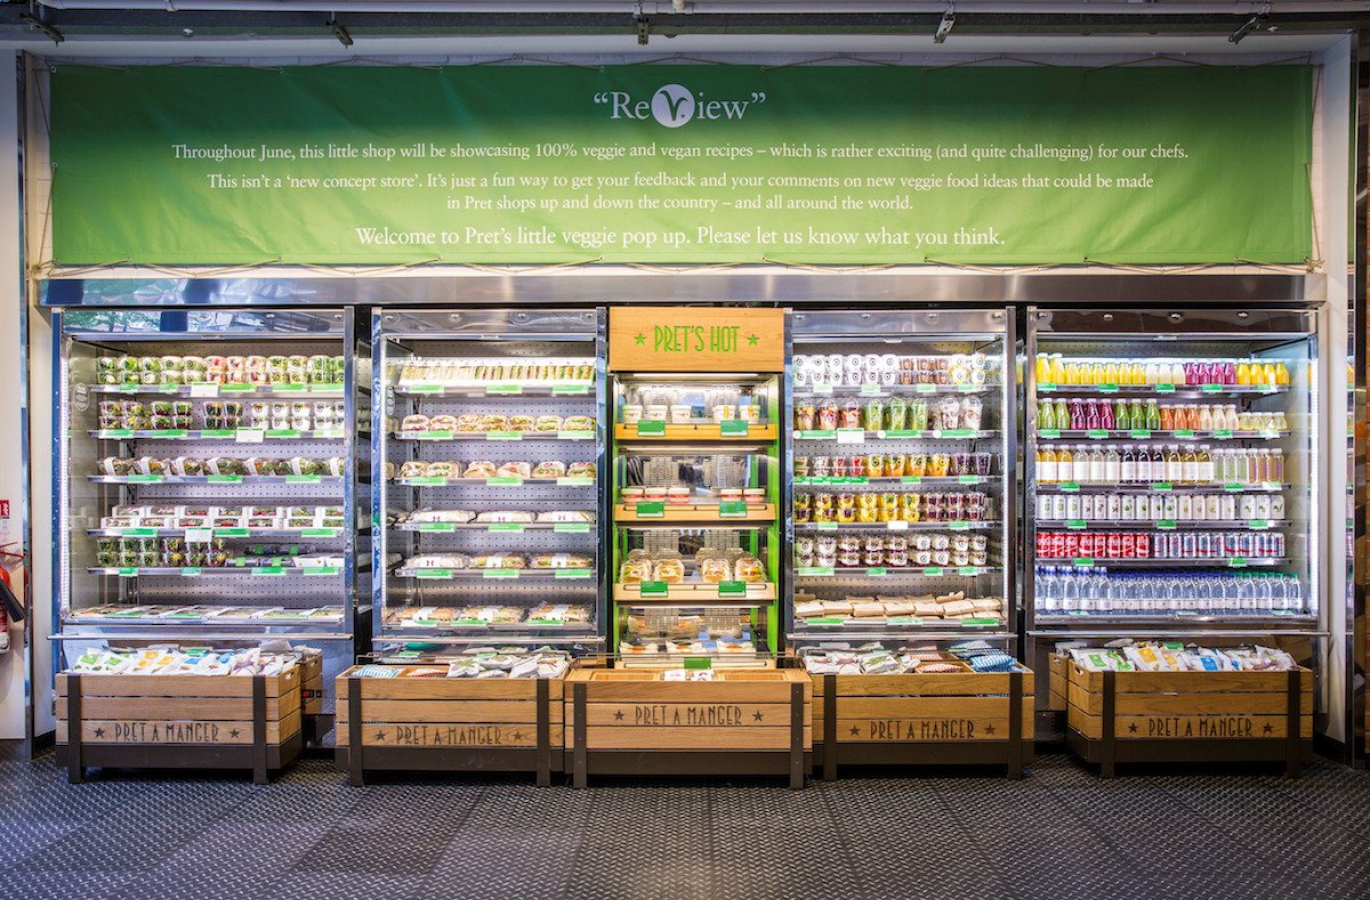 “ReView”
Throughout June, this little shop will be showcasing 100% veggie and vegan recipes – which is rather exciting (and quite challenging) for our chefs.
This isn’t a ‘new concept store’. It’s just a fun way to get your feedback and your comments on new veggie food ideas that could be made
in Pret shops up and down the country – and all around the world.
Welcome to Pret’s little veggie pop up. Please let us know what you think.
★ PRET’S HOT ★
★ PRET A MANGER ★
★ PRET A MANGER ★
★ PRET A MANGER ★
★ PRET A MANGER ★
★ PRET A MANGER ★